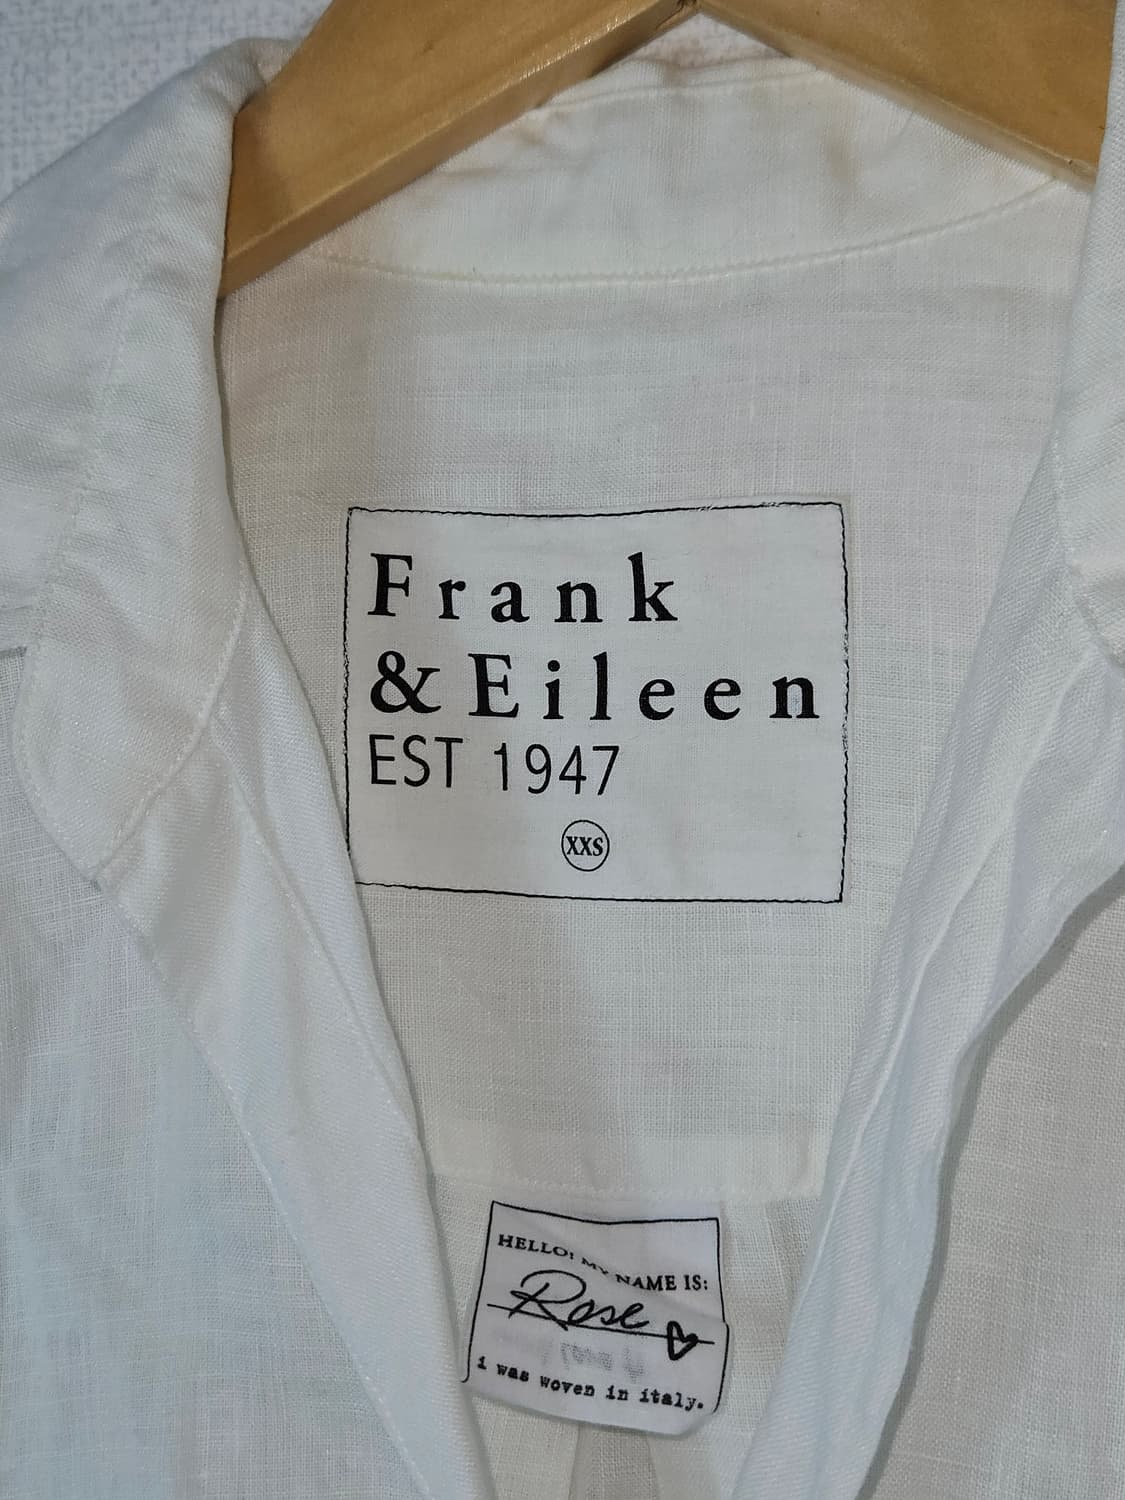 Frank
& Eileen
EST 1947
XXS
HELLO! MY NAME IS:
Rose
i was woven in italy.